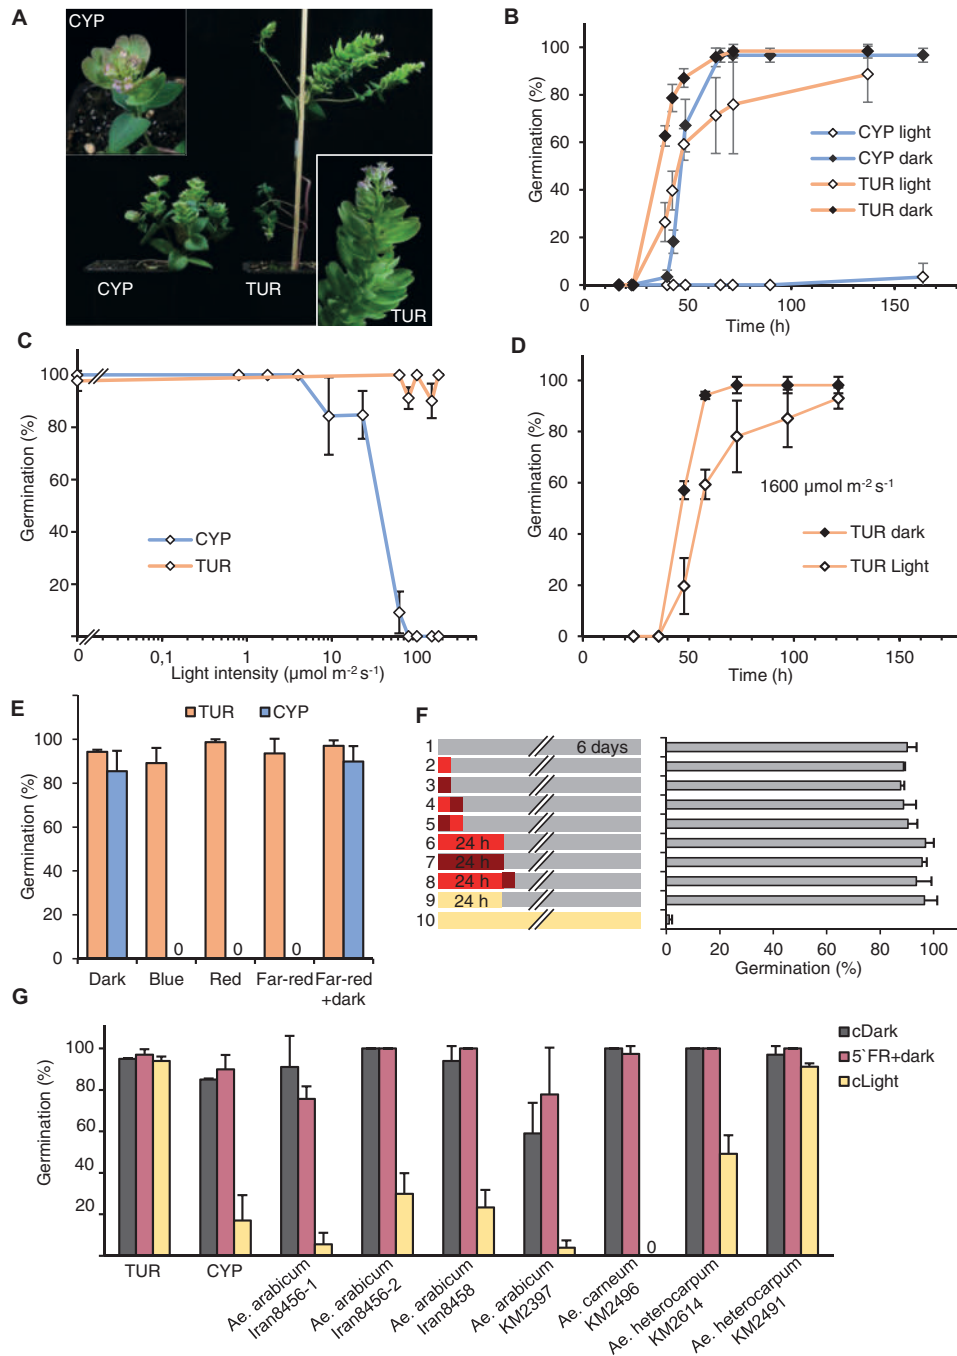 A
CYP
CYP
TUR
TUR
B
Germination (%)
100
80
60
40
20
0
0
50
100
150
Time (h)
CYP light
CYP dark
TUR light
TUR dark
C
Germination (%)
100
80
60
40
20
0
0,1
1
10
100
Light intensity (µmol m-2 s-1)
CYP
TUR
D
Germination (%)
100
80
60
40
20
0
0
50
100
150
Time (h)
1600 µmol m-2 s-1
TUR dark
TUR Light
E
TUR
CYP
Germination (%)
100
80
60
40
20
0
0
0
0
Dark
Blue
Red
Far-red
Far-red
+dark
F
1
6 days
2
3
4
5
6
24 h
7
24 h
8
24 h
9
24 h
10
0
20
40
60
80
100
Germination (%)
G
Germination (%)
100
80
60
40
20
0
cDark
5`FR+dark
cLight
TUR
CYP
Ae. arabicum
Iran8456-1
Ae. arabicum
Iran8456-2
Ae. arabicum
Iran8458
Ae. arabicum
KM2397
Ae. carneum
KM2496
Ae. heterocarpum
KM2614
Ae. heterocarpum
KM2491